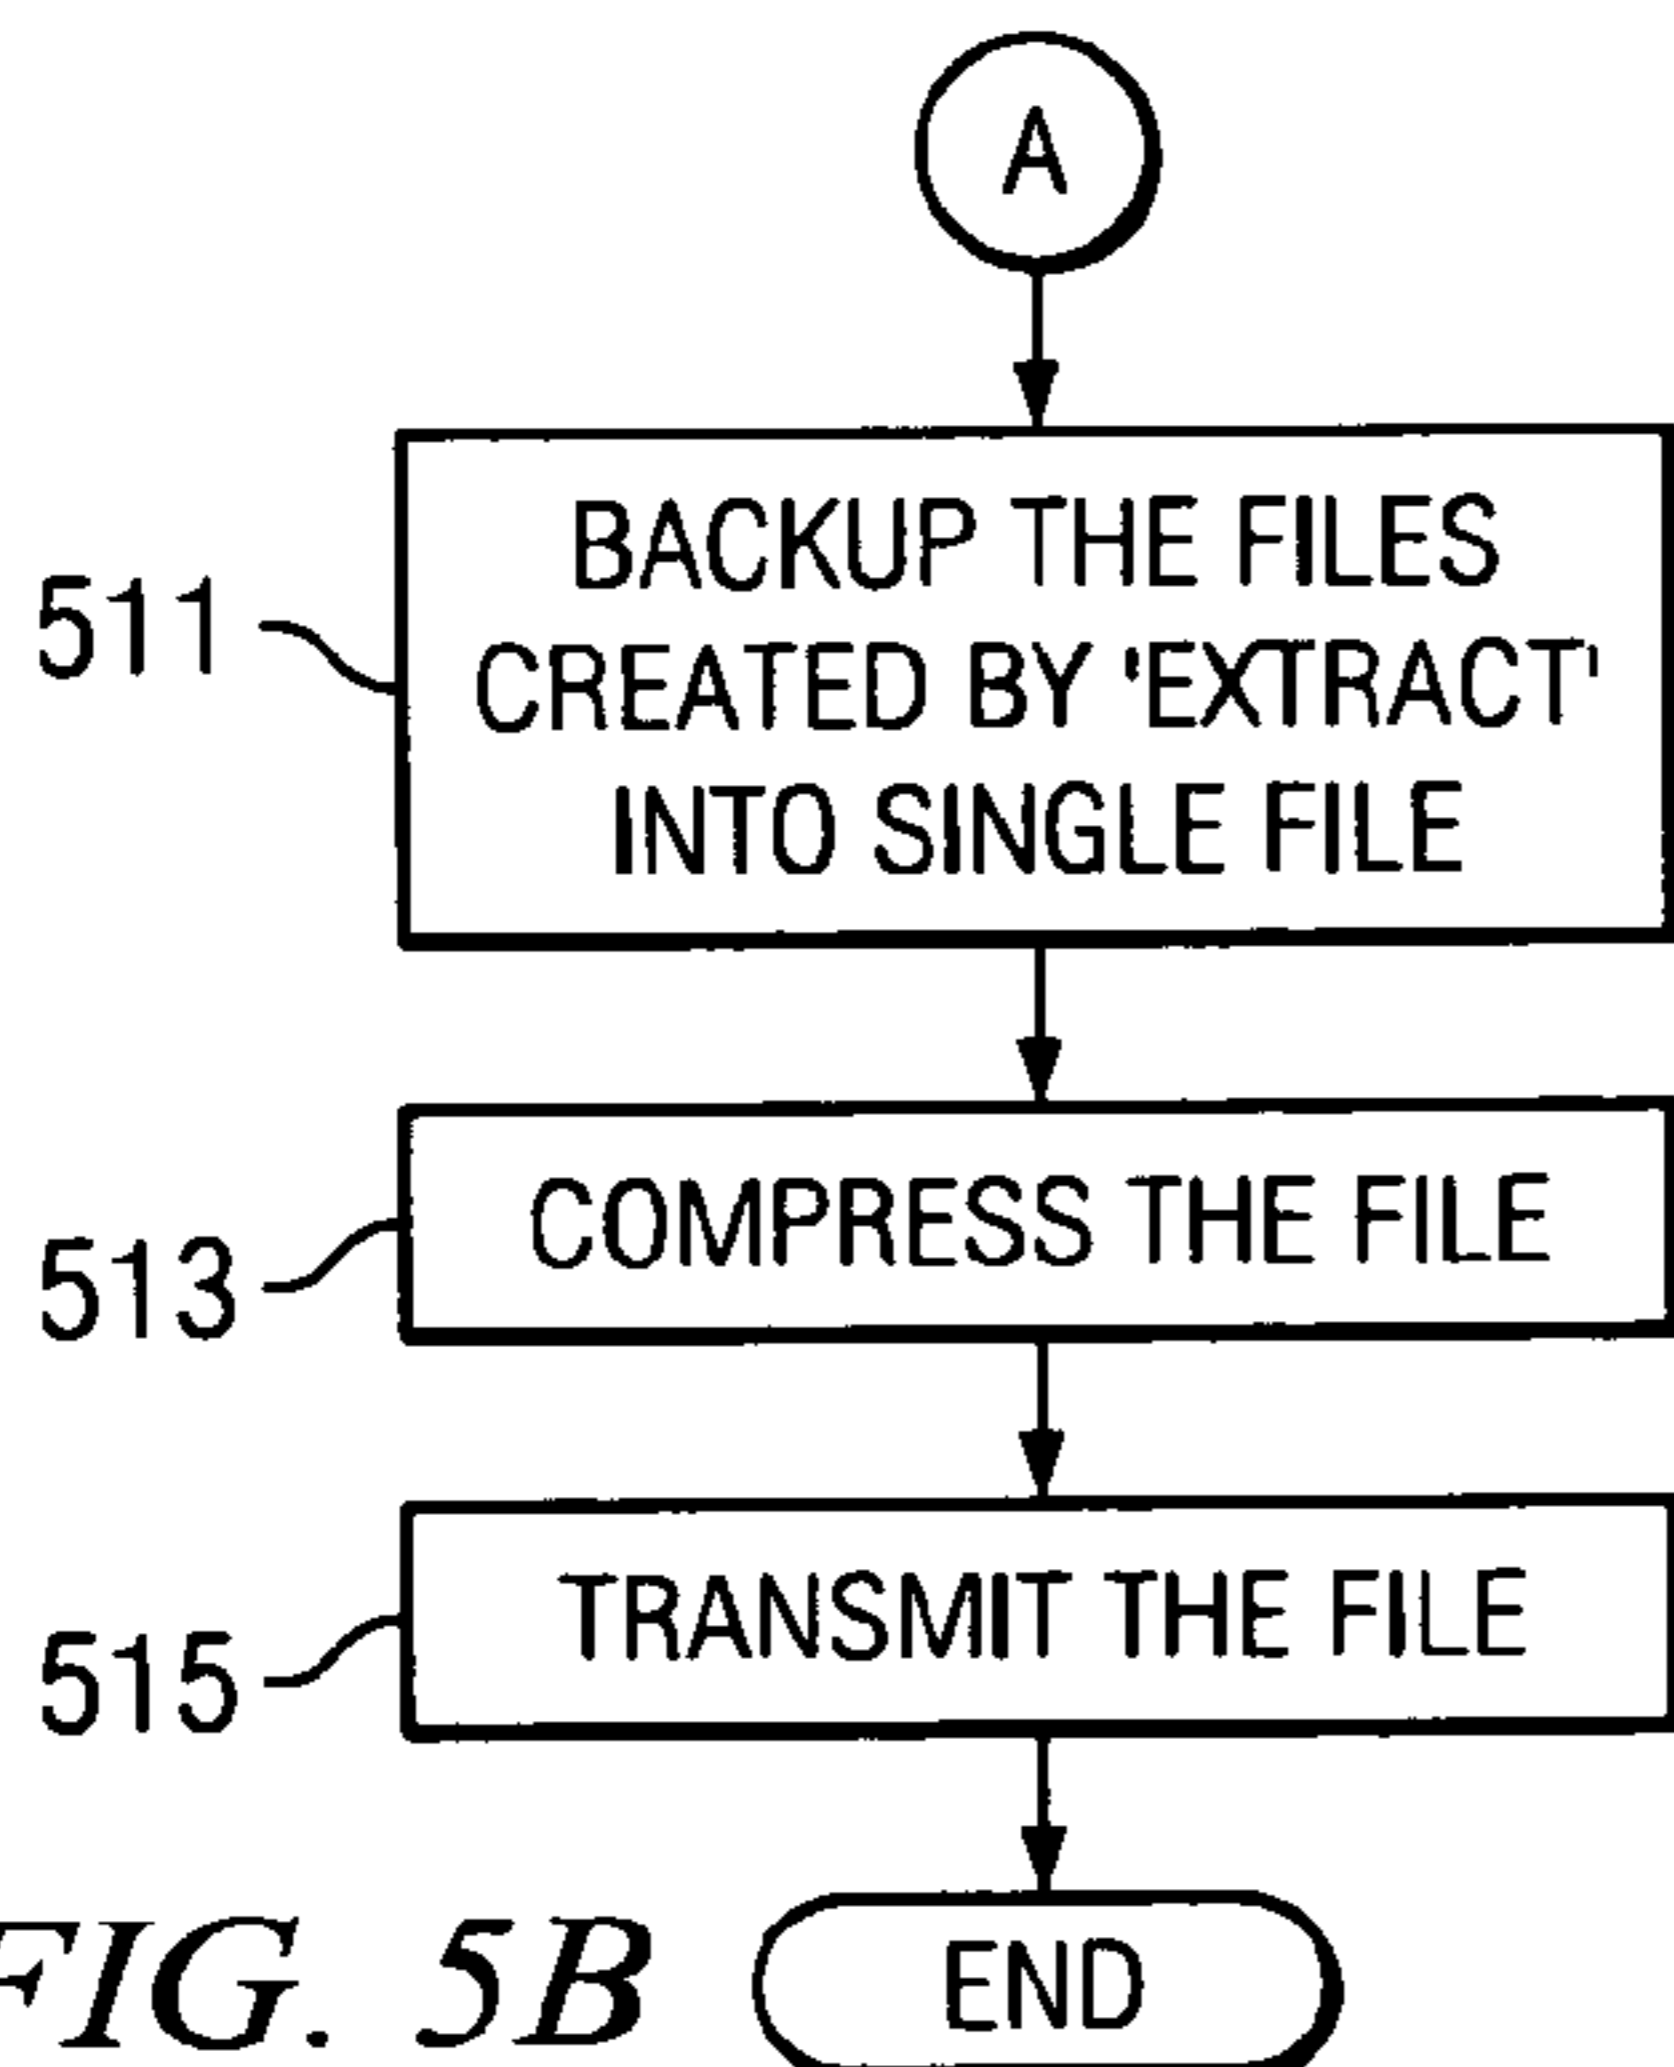 A
BACKUP THE FILES
CREATED BY 'EXTRACT'
INTO SINGLE FILE
511
COMPRESS THE FILE
513
TRANSMIT THE FILE
515
END
FIG. 5B